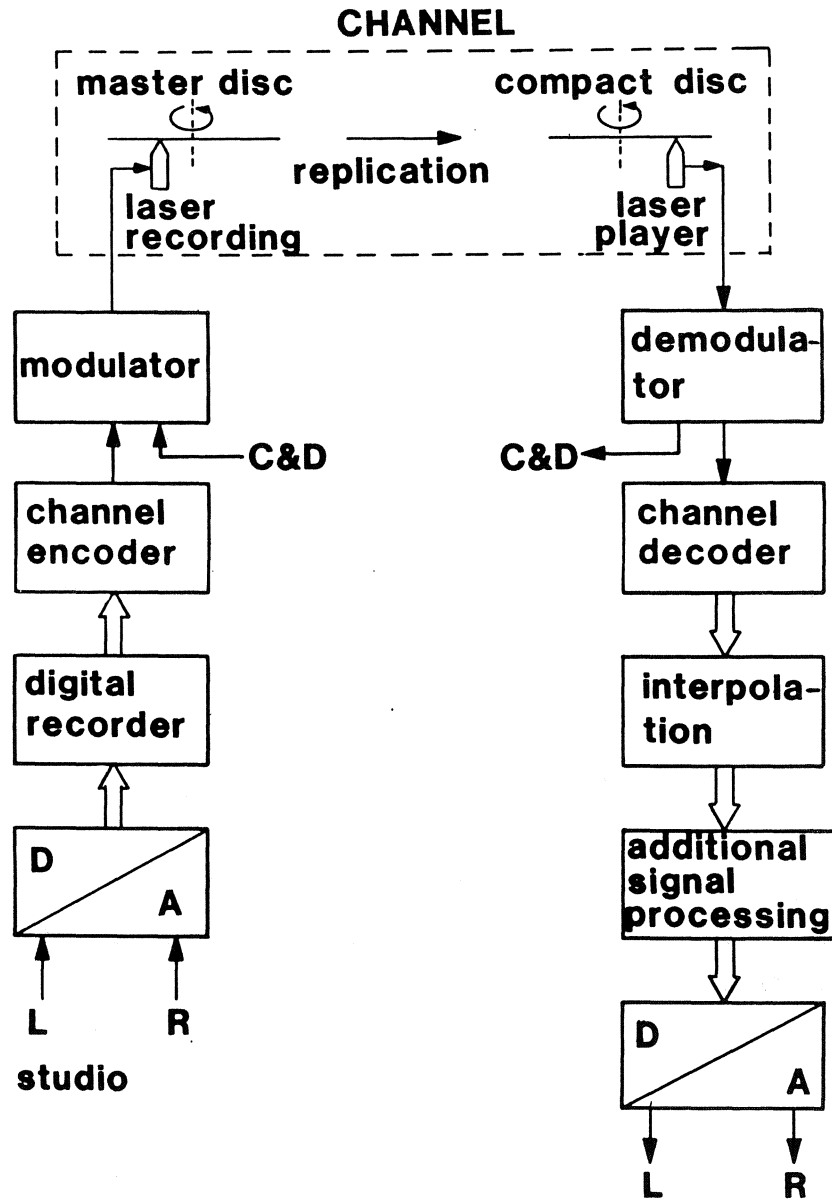 CHANNEL
master disc
compact disc
replication
laser
recording
laser
player
modulator
C&D
channel
encoder
digital
recorder
D
A
L
R
studio
demodula-
tor
C&D
channel
decoder
interpola-
tion
additional
signal
processing
D
A
L
R